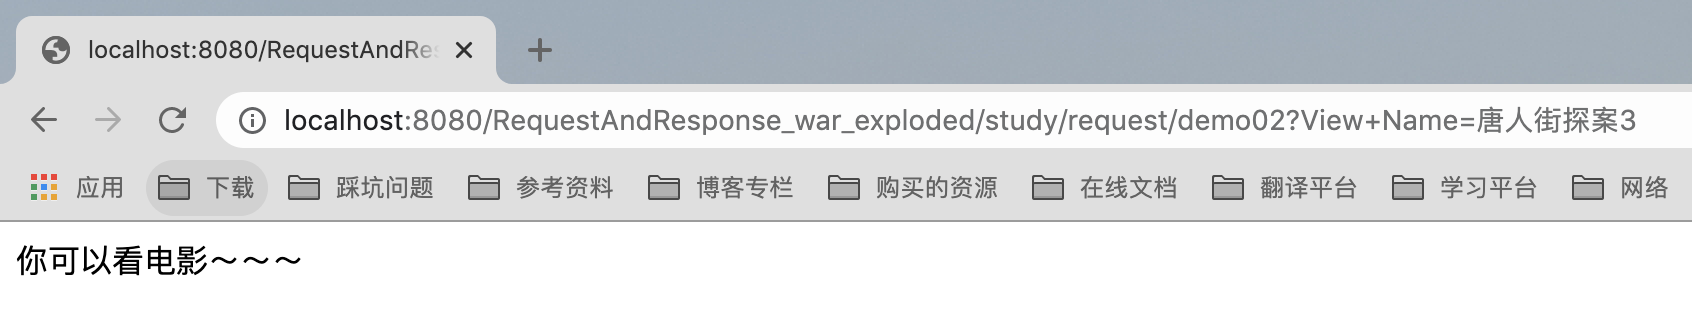 localhost:8080/RequestAndRes
localhost:8080/RequestAndResponse_war_exploded/study/request/demo02?View+Name=唐人街探案3
应用 下载 踩坑问题 参考资料 博客专栏 购买的资源 在线文档 翻译平台 学习平台 网络
你可以看电影～～～